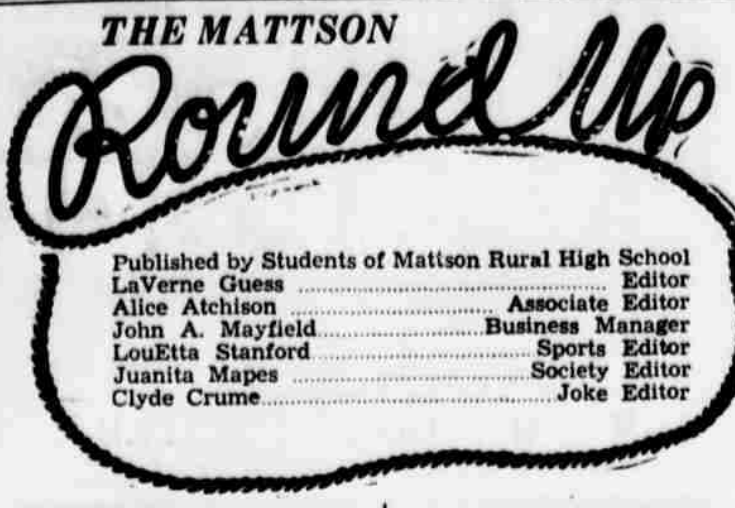 THE MATTSON
Round Up
Published by Students of Mattson Rural High School
LaVerne Guess ........................ Editor
Alice Atchison ........................ Associate Editor
John A. Mayfield ........................ Business Manager
LouEtta Stanford ........................ Sports Editor
Juanita Mapes ........................ Society Editor
Clyde Crume ........................ Joke Editor